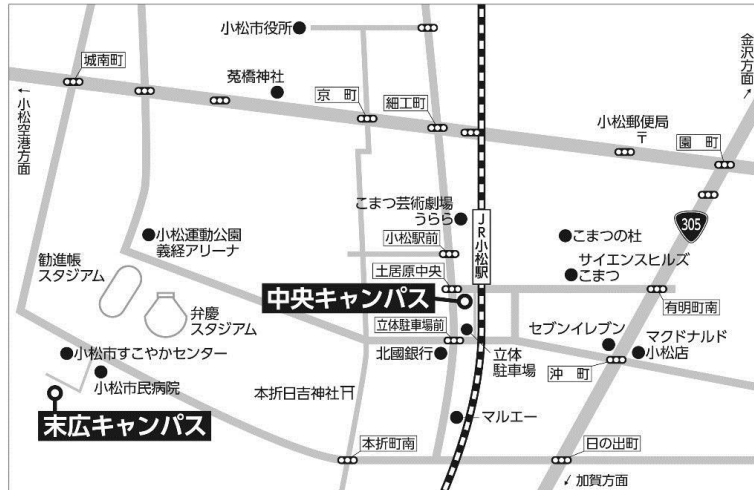 小松市役所
城南町
菟橋神社
京 町
細工町
小松郵便局
〒
園 町
金沢方面
小松空港方面
こまつ芸術劇場
うらら
JR小松駅
305
小松運動公園
義経アリーナ
小松駅前
こまつの杜
サイエンスヒルズ
こまつ
勧進帳
スタジアム
土居原中央
中央キャンパス
有明町南
弁慶
スタジアム
立体駐車場前
セブンイレブン
マクドナルド
小松店
小松市すこやかセンター
北國銀行
立体
駐車場
沖 町
小松市民病院
本折日吉神社
末広キャンパス
マルエー
本折町南
日の出町
加賀方面